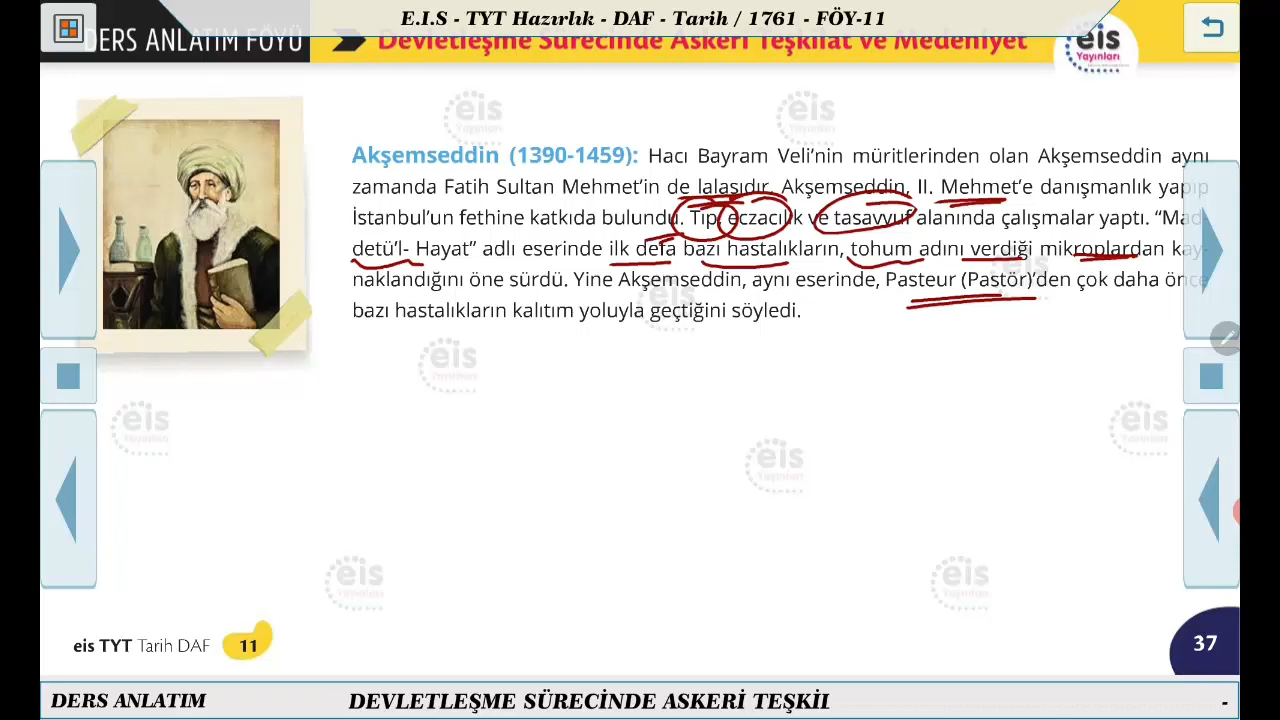 E.I.S - TYT Hazırlık - DAF - Tarih / 1761 - FÖY-11
DERS ANLATIM FÖYÜ
Devletleşme Sürecinde Askeri Teşkilat ve Medeniyet
eis
Yayınları
Akşemseddin (1390-1459): Hacı Bayram Veli’nin müritlerinden olan Akşemseddin aynı
zamanda Fatih Sultan Mehmet’in de lalasıdır. Akşemseddin, II. Mehmet’e danışmanlık yapıp
İstanbul’un fethine katkıda bulundu. Tıp, eczacılık ve tasavvuf alanında çalışmalar yaptı. “Mad-
detü’l- Hayat” adlı eserinde ilk defa bazı hastalıkların, tohum adını verdiği mikroplardan kay-
naklandığını öne sürdü. Yine Akşemseddin, aynı eserinde, Pasteur (Pastör)’den çok daha önce
bazı hastalıkların kalıtım yoluyla geçtiğini söyledi.
eis TYT Tarih DAF 11
37
DERS ANLATIM DEVLETLEŞME SÜRECİNDE ASKERİ TEŞKİI -